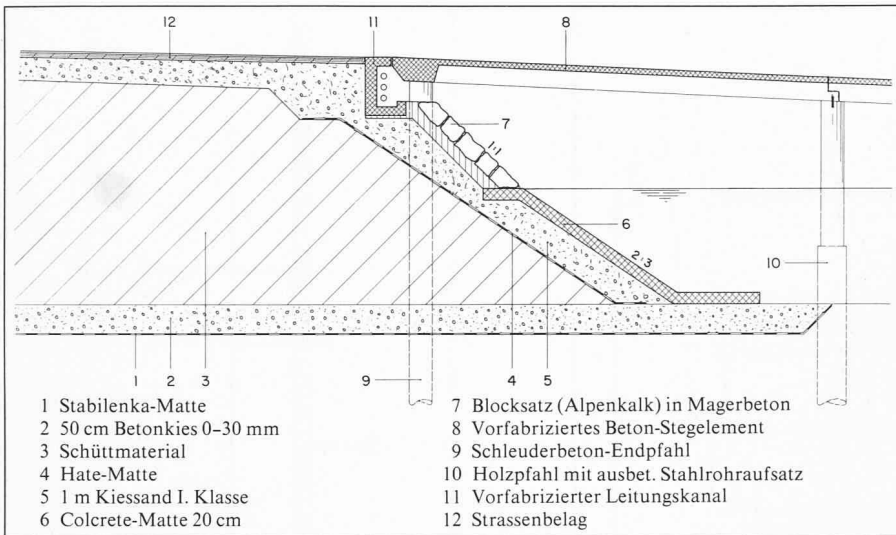 12
11
8
7
1:1
6
2:3
10
1
2
3
9
4
5
1 Stabilenka-Matte
2 50 cm Betonkies 0–30 mm
3 Schüttmaterial
4 Hate-Matte
5 1 m Kiessand I. Klasse
6 Colcrete-Matte 20 cm
7 Blocksatz (Alpenkalk) in Magerbeton
8 Vorfabriziertes Beton-Stegelement
9 Schleuderbeton-Endpfahl
10 Holzpfahl mit ausbet. Stahlrohraufsatz
11 Vorfabrizierter Leitungskanal
12 Strassenbelag